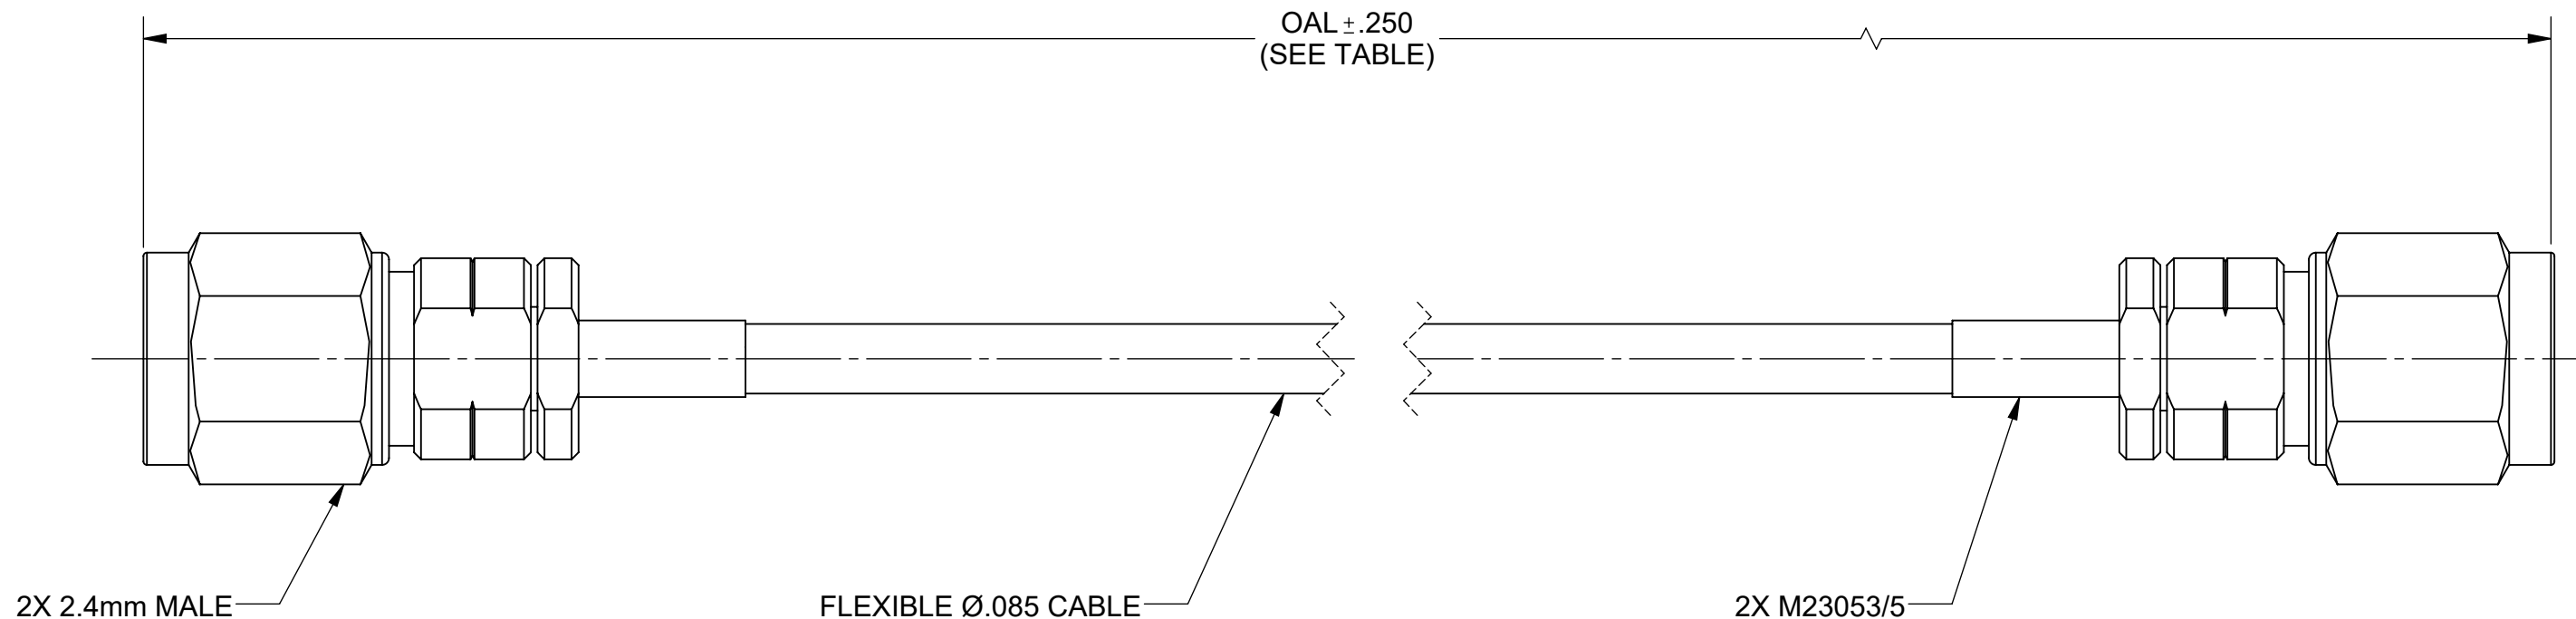 OAL ± .250
(SEE TABLE)
2X 2.4mm MALE
FLEXIBLE Ø.085 CABLE
2X M23053/5